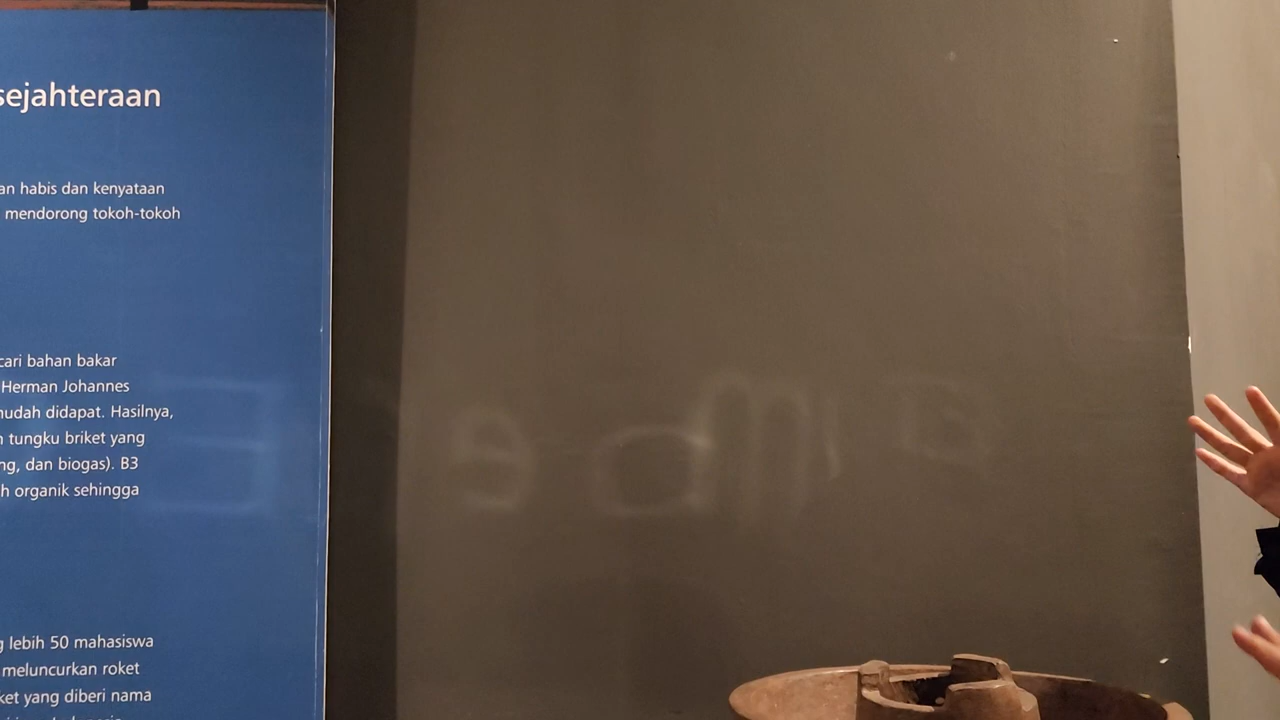 sejahteraan
an habis dan kenyataan
mendorong tokoh-tokoh
cari bahan bakar
Herman Johannes
mudah didapat. Hasilnya,
n tungku briket yang
ng, dan biogas). B3
h organik sehingga
g lebih 50 mahasiswa
meluncurkan roket
ket yang diberi nama